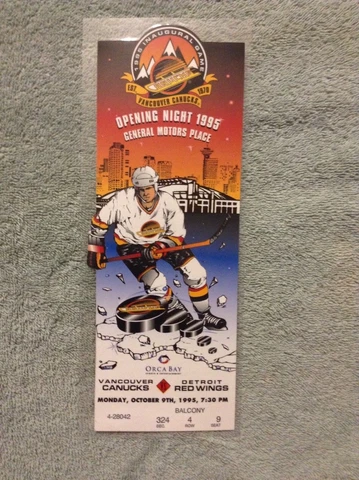 1995 INAUGURAL GAME
EST. 1970
VANCOUVER CANUCKS
OPENING NIGHT 1995
GENERAL MOTORS PLACE
ORCA BAY
VANCOUVER CANUCKS
DETROIT RED WINGS
MONDAY, OCTOBER 9TH, 1995, 7:30 PM
BALCONY
4-28042 324 4 9
SEC. ROW SEAT